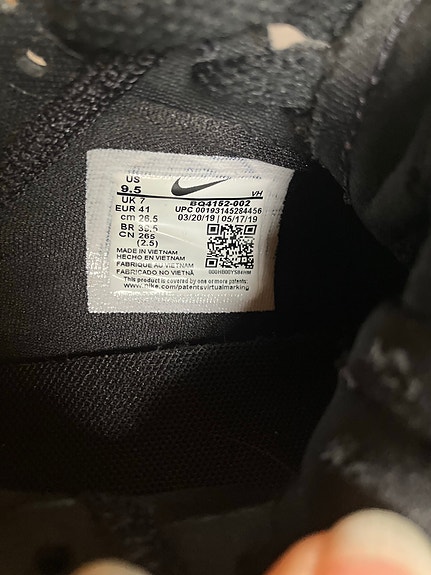 US
9.5
UK 7
EUR 41
cm 26.5
BR 39.5
CN 265
(2.5)
VH
BQ4152-002
UPC 00193145284456
03/20/19 | 05/17/19
MADE IN VIETNAM
HECHO EN VIETNAM
FABRIQUE AU VIETNAM
FABRICADO NO VIETNÃ
This product is covered by one or more patents.
www.nike.com/patentsvirtualmarking